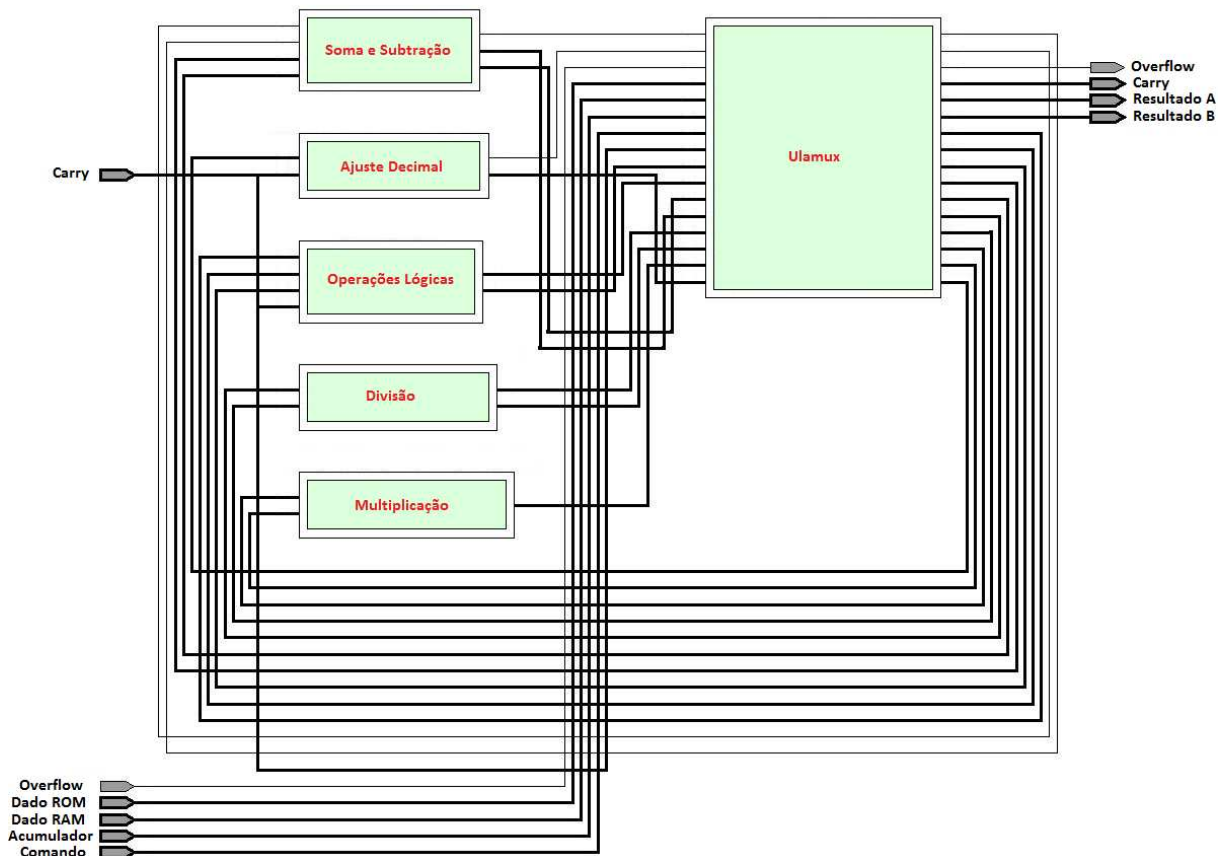 Soma e Subtração
Overflow
Carry
Resultado A
Resultado B
Ajuste Decimal
Ulamux
Carry
Operações Lógicas
Divisão
Multiplicação
Overflow
Dado ROM
Dado RAM
Acumulador
Comando